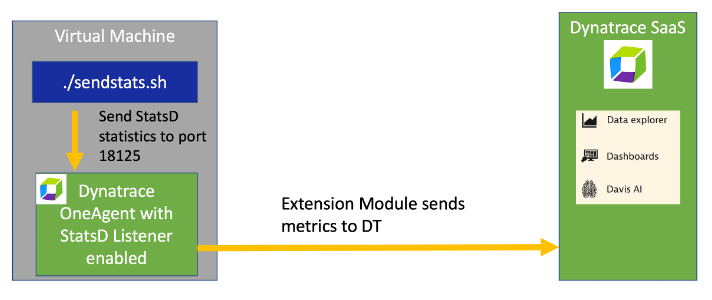 Virtual Machine
./sendstats.sh
Send StatsD
statistics to port
18125
Dynatrace
OneAgent with
StatsD Listener
enabled
Extension Module sends
metrics to DT
Dynatrace SaaS
Data explorer
Dashboards
Davis AI